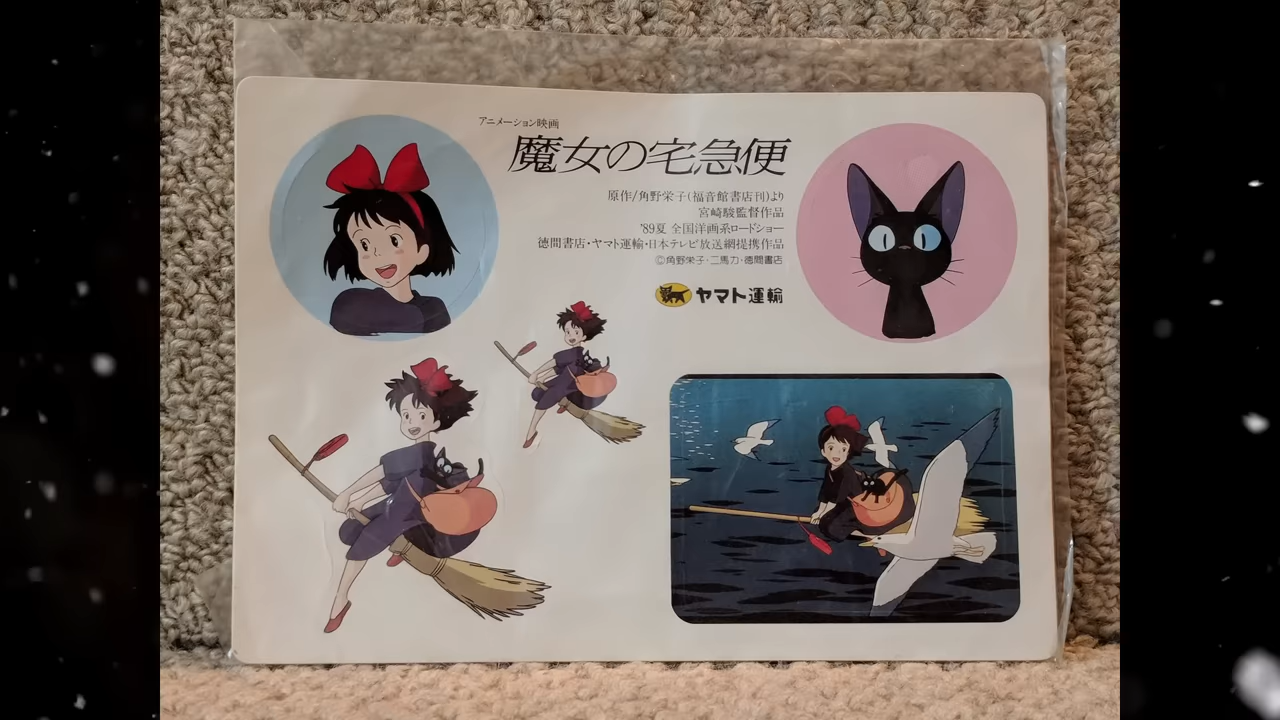 アニメーション映画
魔女の宅急便
原作/角野栄子(福音館書店刊)より
宮崎駿監督作品
'89夏 全国洋画系ロードショー
徳間書店・ヤマト運輸・日本テレビ放送網提携作品
©角野栄子・二馬力・徳間書店
ヤマト運輸